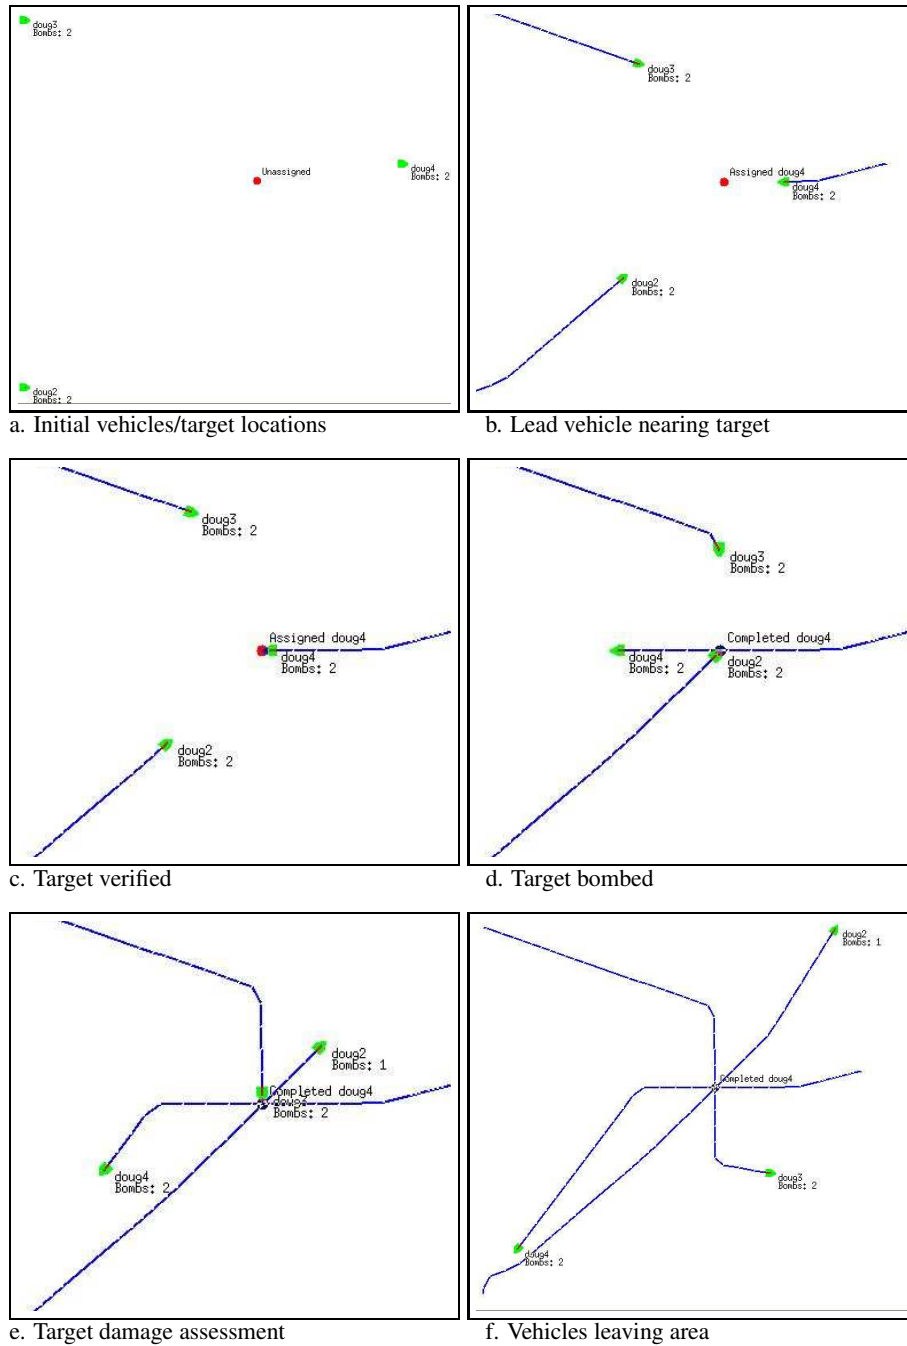 doug3
Bombs: 2
Unassigned
doug4
Bombs: 2
doug2
Bombs: 2
a. Initial vehicles/target locations
doug3
Bombs: 2
Assigned doug4
doug4
Bombs: 2
doug2
Bombs: 2
b. Lead vehicle nearing target
doug3
Bombs: 2
Assigned doug4
doug4
Bombs: 2
doug2
Bombs: 2
c. Target verified
doug3
Bombs: 2
Completed doug4
doug4
Bombs: 2
doug2
Bombs: 2
d. Target bombed
doug2
Bombs: 1
Completed doug4
Bombs: 2
doug4
Bombs: 2
e. Target damage assessment
doug2
Bombs: 1
Completed doug4
doug3
Bombs: 2
doug4
Bombs: 2
f. Vehicles leaving area